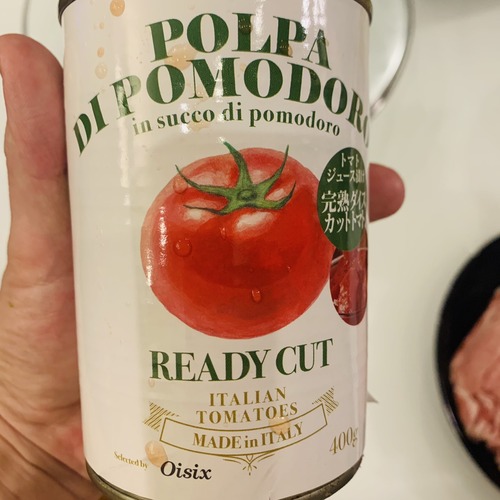 POLPA
DI POMODORO
in succo di pomodoro
トマト
ジュース漬け
完熟ダイス
カットトマト
READY CUT
ITALIAN
TOMATOES
MADE in ITALY
400g
Selected by Oisix